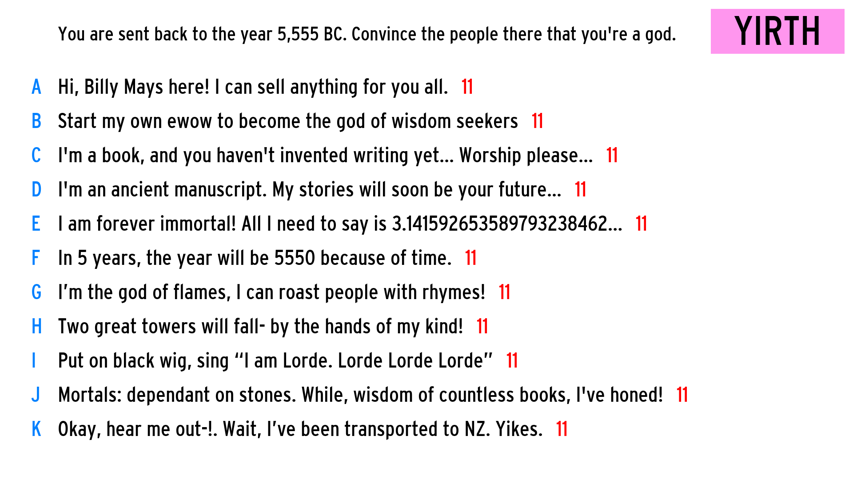 You are sent back to the year 5,555 BC. Convince the people there that you're a god.
YIRTH
A Hi, Billy Mays here! I can sell anything for you all. 11
B Start my own ewow to become the god of wisdom seekers 11
C I'm a book, and you haven't invented writing yet... Worship please... 11
D I'm an ancient manuscript. My stories will soon be your future... 11
E I am forever immortal! All I need to say is 3.141592653589793238462... 11
F In 5 years, the year will be 5550 because of time. 11
G I’m the god of flames, I can roast people with rhymes! 11
H Two great towers will fall- by the hands of my kind! 11
I Put on black wig, sing “I am Lorde. Lorde Lorde Lorde” 11
J Mortals: dependant on stones. While, wisdom of countless books, I've honed! 11
K Okay, hear me out-!. Wait, I’ve been transported to NZ. Yikes. 11